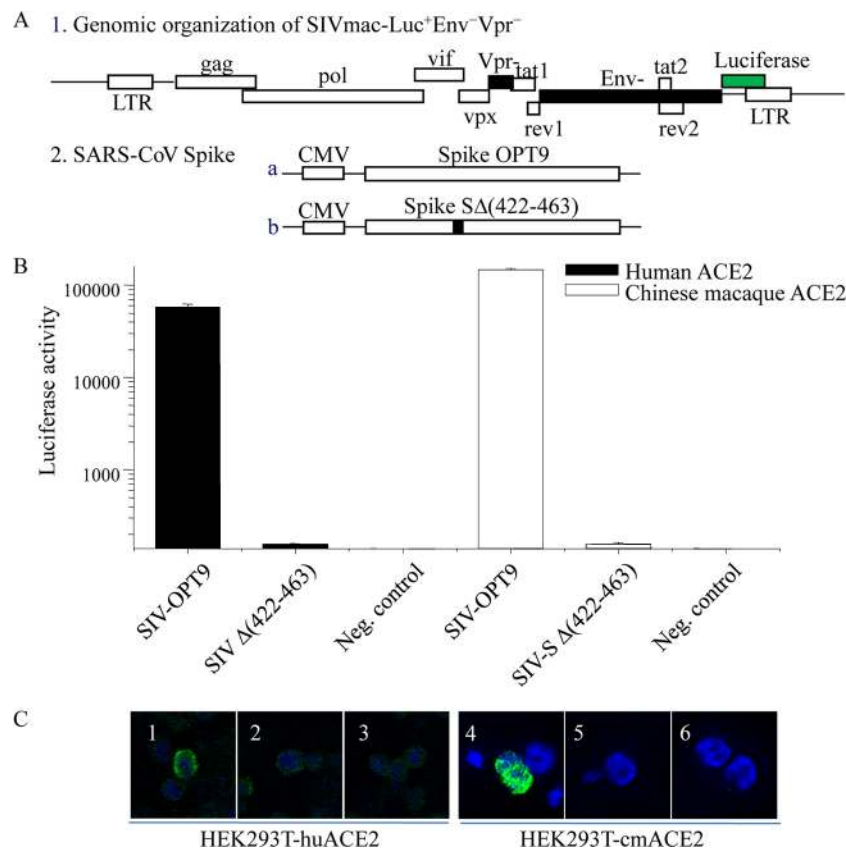 A
1. Genomic organization of SIVmac-Luc⁺Env⁻Vpr⁻
gag
pol
vif
Vpr-
tat1
Env-
tat2
Luciferase
LTR
vpx
rev1
rev2
LTR
2. SARS-CoV Spike
a
CMV
Spike OPT9
b
CMV
Spike SΔ(422-463)
B
Human ACE2
Chinese macaque ACE2
Luciferase activity
100000
10000
1000
SIV-OPT9
SIV Δ(422-463)
Neg. control
SIV-OPT9
SIV-S Δ(422-463)
Neg. control
C
1
2
3
4
5
6
HEK293T-huACE2
HEK293T-cmACE2